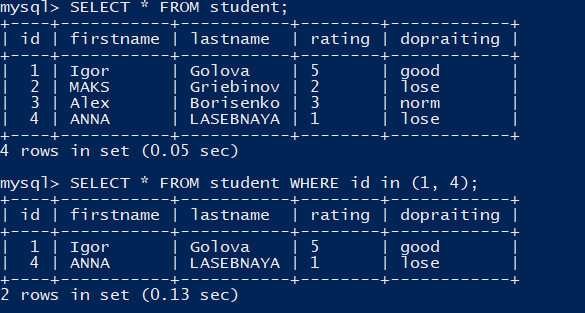 mysql> SELECT * FROM student;
+----+-----------+------------+--------+------------+
| id | firstname | lastname   | rating | dopraiting |
+----+-----------+------------+--------+------------+
|  1 | Igor      | Golova     | 5      | good       |
|  2 | MAKS      | Griebinov  | 2      | lose       |
|  3 | Alex      | Borisenko  | 3      | norm       |
|  4 | ANNA      | LASEBNAYA  | 1      | lose       |
+----+-----------+------------+--------+------------+
4 rows in set (0.05 sec)
mysql> SELECT * FROM student WHERE id in (1, 4);
+----+-----------+-----------+--------+------------+
| id | firstname | lastname  | rating | dopraiting |
+----+-----------+-----------+--------+------------+
|  1 | Igor      | Golova    | 5      | good       |
|  4 | ANNA      | LASEBNAYA | 1      | lose       |
+----+-----------+-----------+--------+------------+
2 rows in set (0.13 sec)